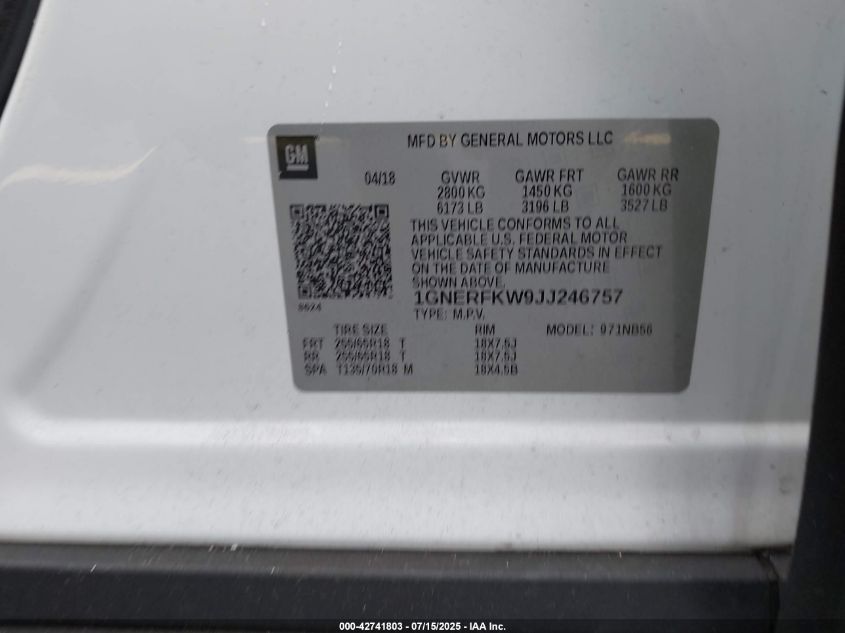 GM
MFD BY GENERAL MOTORS LLC
04/18 GVWR GAWR FRT GAWR RR
2800 KG 1450 KG 1600 KG
6173 LB 3196 LB 3527 LB
THIS VEHICLE CONFORMS TO ALL
APPLICABLE U.S. FEDERAL MOTOR
VEHICLE SAFETY STANDARDS IN EFFECT
ON THE DATE OF MANUFACTURE
SHOWN ABOVE.
8624
1GNERFKW9JJ246757
TYPE: M.P.V.
TIRE SIZE RIM MODEL: 971NB56
FRT 255/65R18 T 18X7.5J
RR 255/65R18 T 18X7.5J
SPA T135/70R18 M 18X4.5B
000-42741803 - 07/15/2025 - IAA Inc.